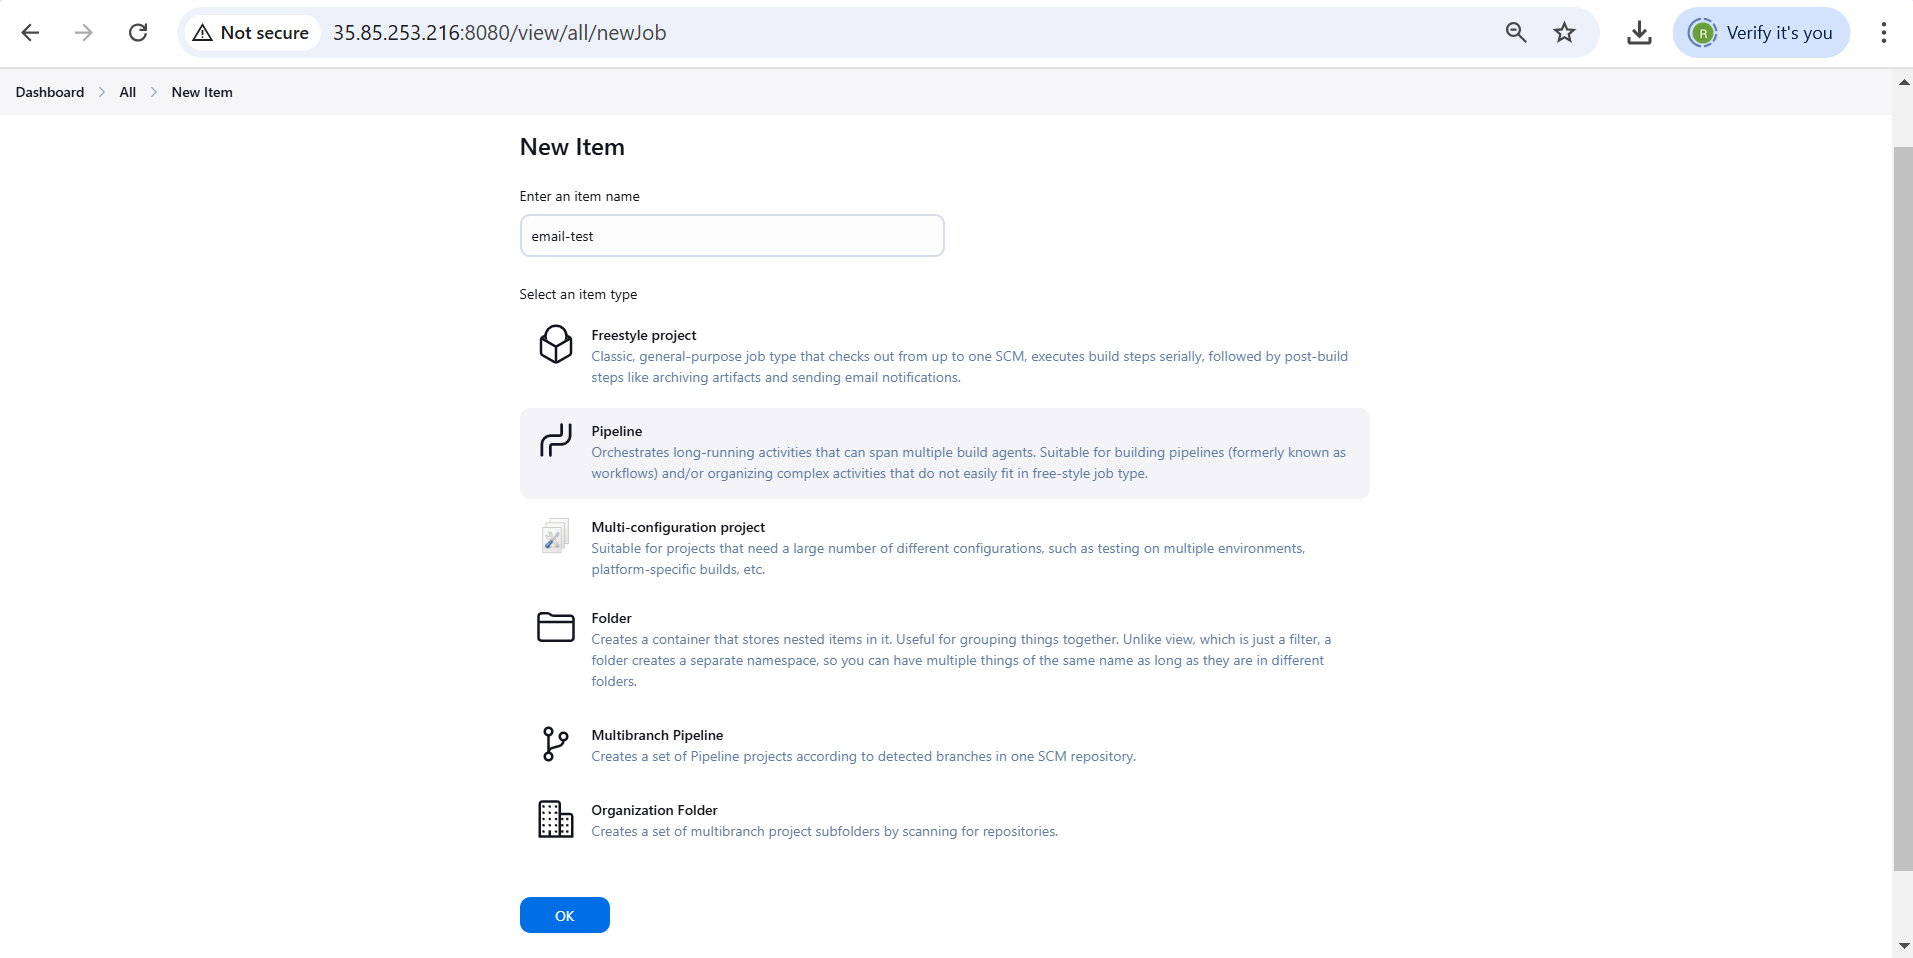 Not secure
35.85.253.216:8080/view/all/newJob
R
Verify it's you
Dashboard
All
New Item
New Item
Enter an item name
email-test
Select an item type
Freestyle project
Classic, general-purpose job type that checks out from up to one SCM, executes build steps serially, followed by post-build
steps like archiving artifacts and sending email notifications.
Pipeline
Orchestrates long-running activities that can span multiple build agents. Suitable for building pipelines (formerly known as
workflows) and/or organizing complex activities that do not easily fit in free-style job type.
Multi-configuration project
Suitable for projects that need a large number of different configurations, such as testing on multiple environments,
platform-specific builds, etc.
Folder
Creates a container that stores nested items in it. Useful for grouping things together. Unlike view, which is just a filter, a
folder creates a separate namespace, so you can have multiple things of the same name as long as they are in different
folders.
Multibranch Pipeline
Creates a set of Pipeline projects according to detected branches in one SCM repository.
Organization Folder
Creates a set of multibranch project subfolders by scanning for repositories.
OK